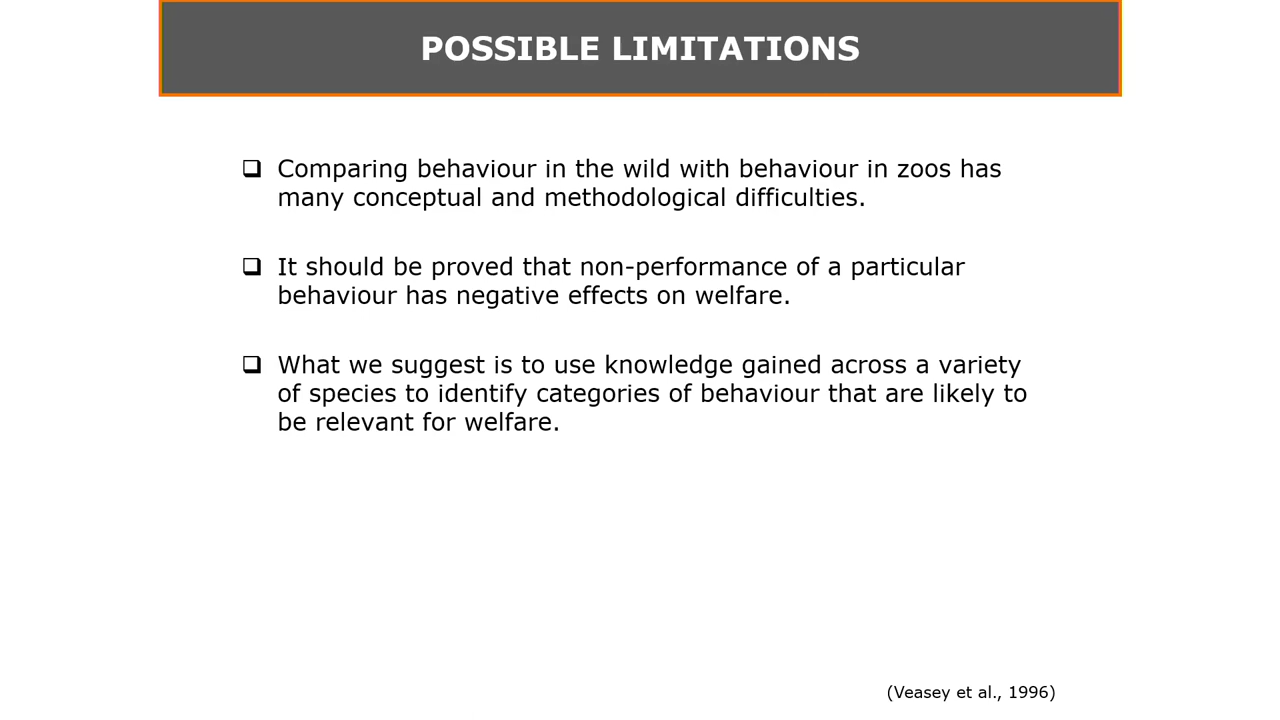 POSSIBLE LIMITATIONS
❑ Comparing behaviour in the wild with behaviour in zoos has
many conceptual and methodological difficulties.
❑ It should be proved that non-performance of a particular
behaviour has negative effects on welfare.
❑ What we suggest is to use knowledge gained across a variety
of species to identify categories of behaviour that are likely to
be relevant for welfare.
(Veasey et al., 1996)